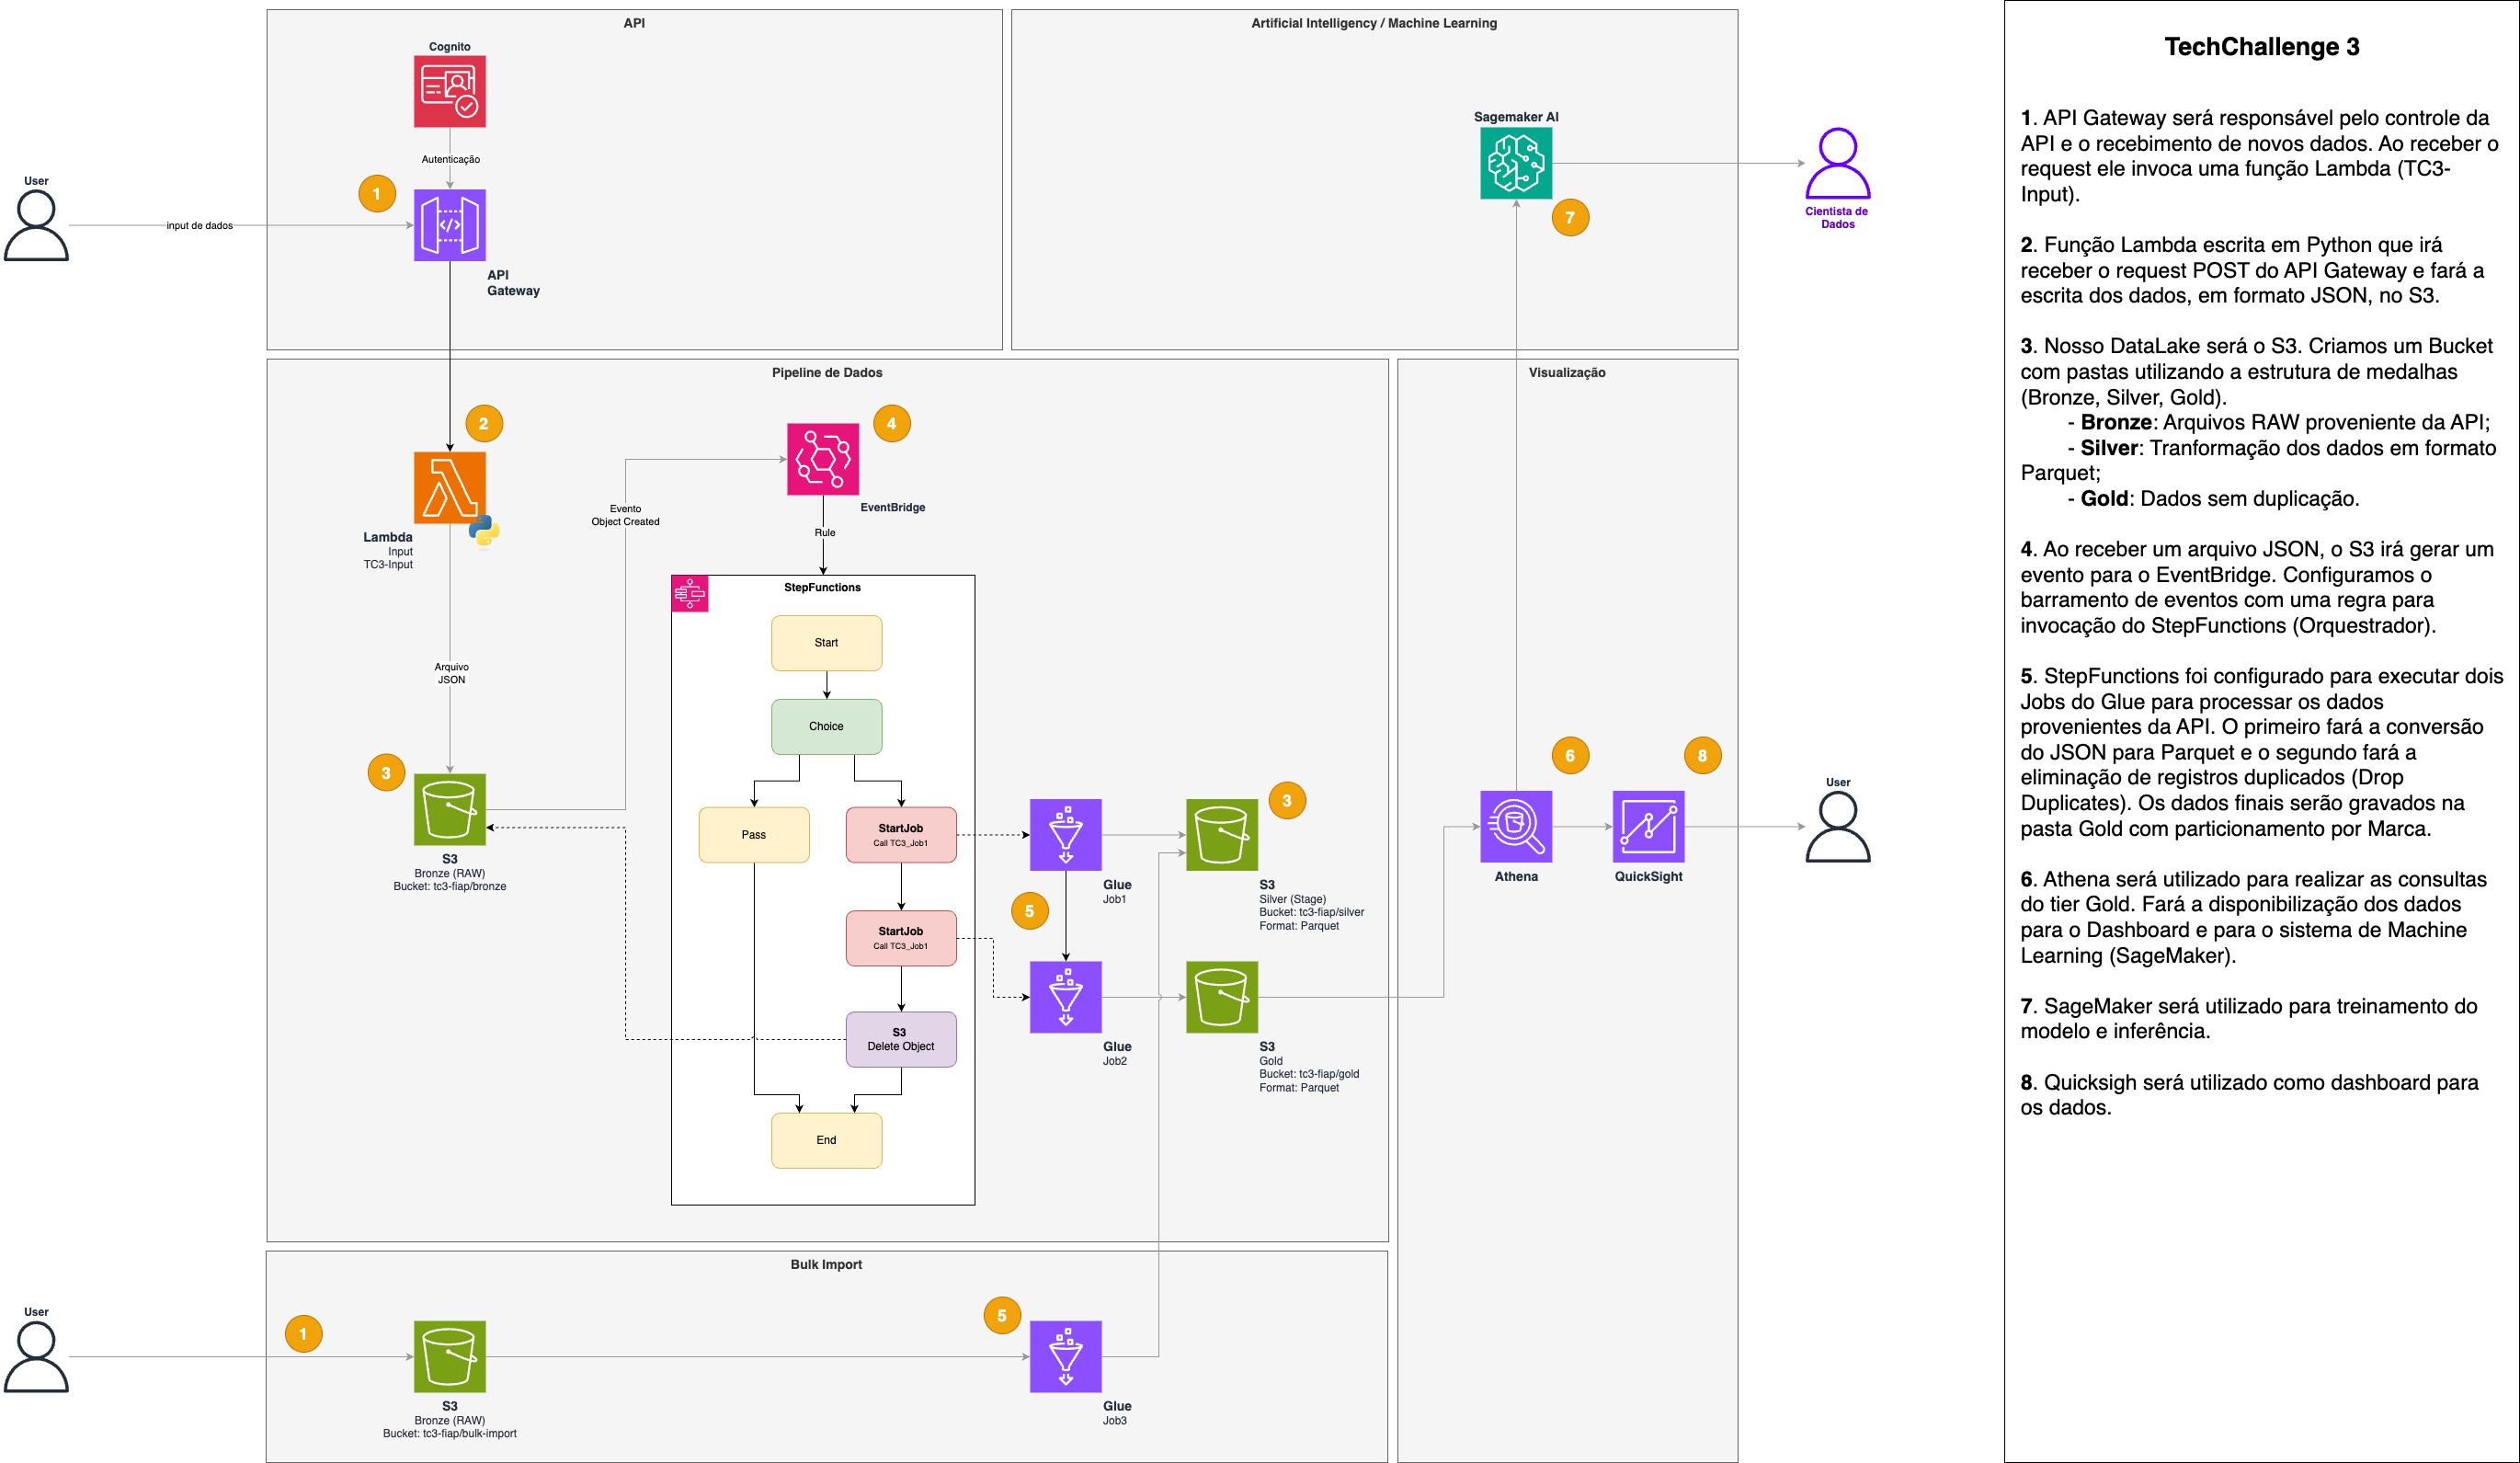 API
Cognito
Autenticação
1
User
input de dados
API
Gateway
Artificial Intelligency / Machine Learning
Sagemaker AI
7
Cientista de
Dados
Pipeline de Dados
2
Lambda
Input
TC3-Input
Arquivo
JSON
3
S3
Bronze (RAW)
Bucket: tc3-fiap/bronze
Evento
Object Created
4
EventBridge
Rule
StepFunctions
Start
Choice
Pass
StartJob
Call TC3_Job1
StartJob
Call TC3_Job1
S3
Delete Object
End
Glue
Job1
5
Glue
Job2
3
S3
Silver (Stage)
Bucket: tc3-fiap/silver
Format: Parquet
S3
Gold
Bucket: tc3-fiap/gold
Format: Parquet
Visualização
6
Athena
8
QuickSight
User
Bulk Import
User
1
S3
Bronze (RAW)
Bucket: tc3-fiap/bulk-import
5
Glue
Job3
TechChallenge 3
1. API Gateway será responsável pelo controle da
API e o recebimento de novos dados. Ao receber o
request ele invoca uma função Lambda (TC3-
Input).
2. Função Lambda escrita em Python que irá
receber o request POST do API Gateway e fará a
escrita dos dados, em formato JSON, no S3.
3. Nosso DataLake será o S3. Criamos um Bucket
com pastas utilizando a estrutura de medalhas
(Bronze, Silver, Gold).
- Bronze: Arquivos RAW proveniente da API;
- Silver: Tranformação dos dados em formato
Parquet;
- Gold: Dados sem duplicação.
4. Ao receber um arquivo JSON, o S3 irá gerar um
evento para o EventBridge. Configuramos o
barramento de eventos com uma regra para
invocação do StepFunctions (Orquestrador).
5. StepFunctions foi configurado para executar dois
Jobs do Glue para processar os dados
provenientes da API. O primeiro fará a conversão
do JSON para Parquet e o segundo fará a
eliminação de registros duplicados (Drop
Duplicates). Os dados finais serão gravados na
pasta Gold com particionamento por Marca.
6. Athena será utilizado para realizar as consultas
do tier Gold. Fará a disponibilização dos dados
para o Dashboard e para o sistema de Machine
Learning (SageMaker).
7. SageMaker será utilizado para treinamento do
modelo e inferência.
8. Quicksigh será utilizado como dashboard para
os dados.